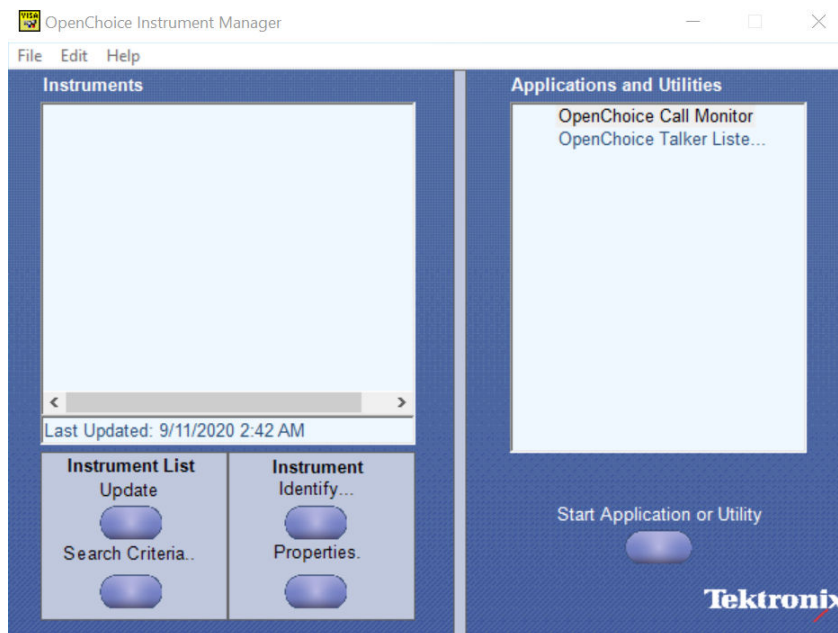 VISA
OpenChoice Instrument Manager
File Edit Help
Instruments
Last Updated: 9/11/2020 2:42 AM
Instrument List
Update
Search Criteria..
Instrument
Identify...
Properties.
Applications and Utilities
OpenChoice Call Monitor
OpenChoice Talker Liste...
Start Application or Utility
Tektronix